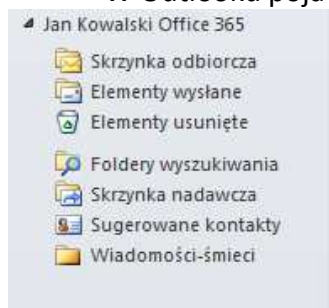 Jan Kowalski Office 365
Skrzynka odbiorcza
Elementy wysłane
Elementy usunięte
Foldery wyszukiwania
Skrzynka nadawcza
Sugerowane kontakty
Wiadomości-śmieci